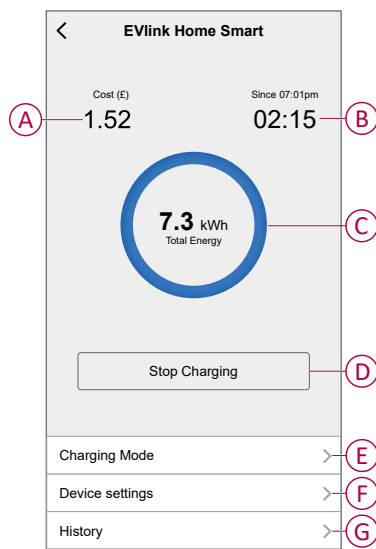 EVlink Home Smart
Cost (£)
Since 07:01pm
A
1.52
02:15
B
7.3 kWh
Total Energy
C
Stop Charging
D
Charging Mode
E
Device settings
F
History
G